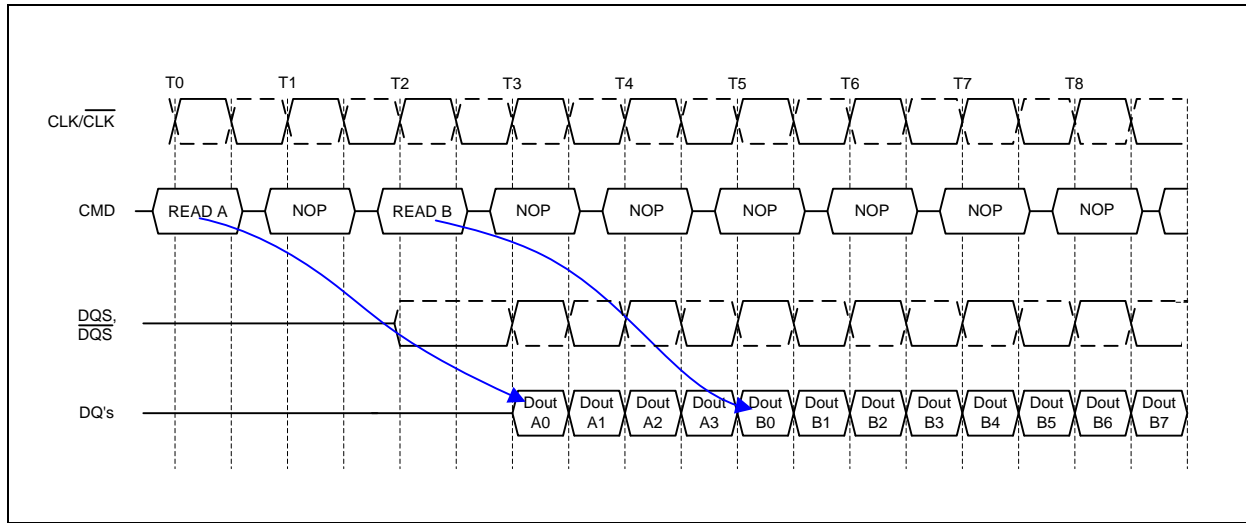 T0 T1 T2 T3 T4 T5 T6 T7 T8
CLK/C̅L̅K̅
CMD READ A NOP READ B NOP NOP NOP NOP NOP NOP
DQS,
D̅Q̅S̅
DQ's
Dout Dout Dout Dout Dout Dout Dout Dout Dout Dout Dout Dout
A0 A1 A2 A3 B0 B1 B2 B3 B4 B5 B6 B7